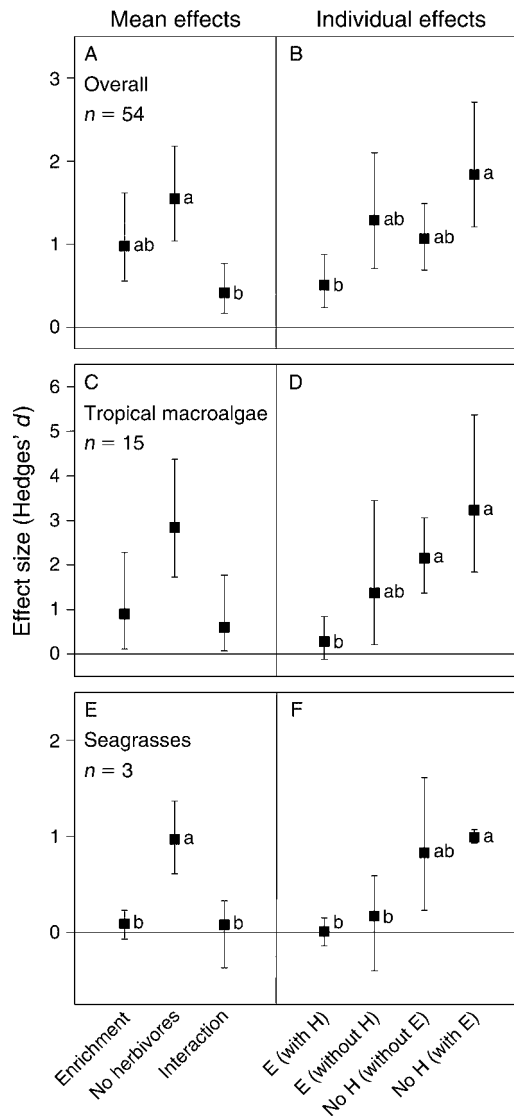 Mean effects
Individual effects
Effect size (Hedges' d)
A
Overall
n = 54
3
2
1
0
ab
a
b
B
b
ab
ab
a
C
Tropical macroalgae
n = 15
6
5
4
3
2
1
0
D
b
ab
a
a
E
Seagrasses
n = 3
2
1
0
b
a
b
F
b
b
ab
a
Enrichment
No herbivores
Interaction
E (with H)
E (without H)
No H (without E)
No H (with E)